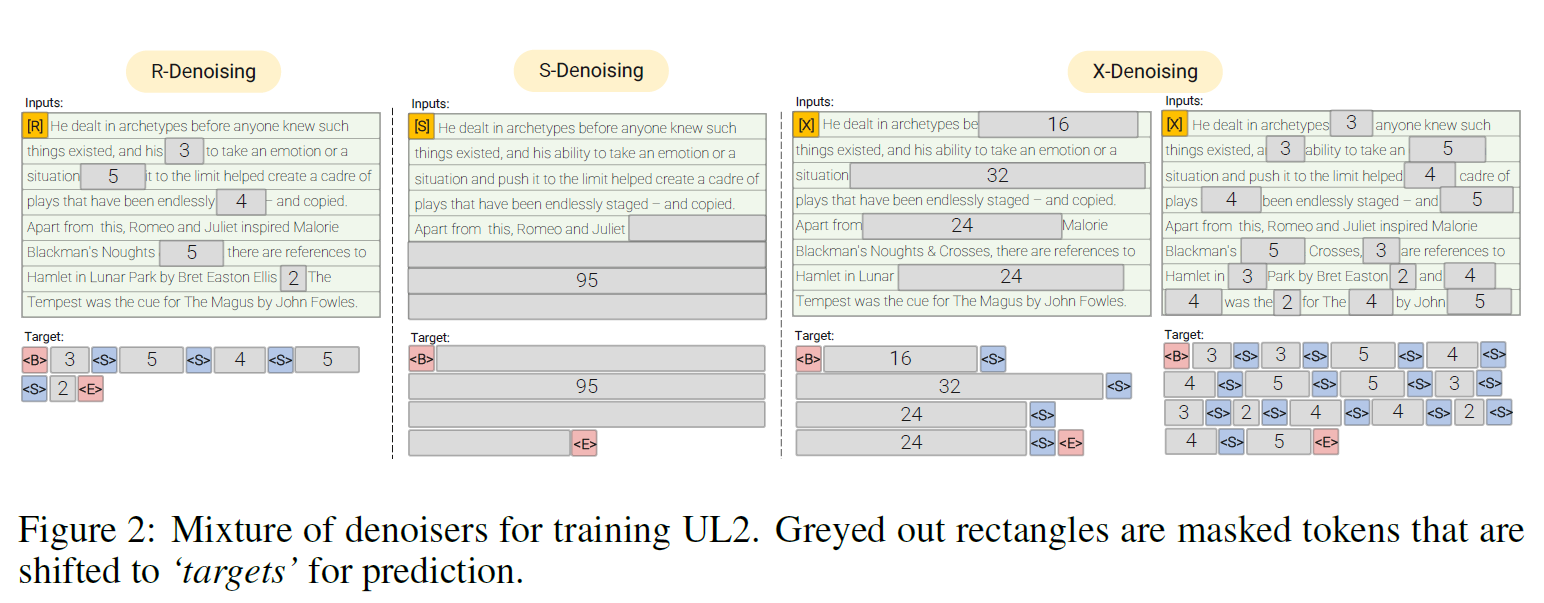 R-Denoising
Inputs:
[R] He dealt in archetypes before anyone knew such
things existed, and his 3 to take an emotion or a
situation 5 it to the limit helped create a cadre of
plays that have been endlessly 4 – and copied.
Apart from this, Romeo and Juliet inspired Malorie
Blackman's Noughts 5 there are references to
Hamlet in Lunar Park by Bret Easton Ellis 2 The
Tempest was the cue for The Magus by John Fowles.
Target:
<B> 3 <S> 5 <S> 4 <S> 5
<S> 2 <E>
S-Denoising
Inputs:
[S] He dealt in archetypes before anyone knew such
things existed, and his ability to take an emotion or a
situation and push it to the limit helped create a cadre of
plays that have been endlessly staged – and copied.
Apart from this, Romeo and Juliet
95
Target:
<B>
95
<E>
X-Denoising
Inputs:
[X] He dealt in archetypes be 16
things existed, and his ability to take an emotion or a
situation 32
plays that have been endlessly staged – and copied.
Apart from 24 Malorie
Blackman's Noughts & Crosses, there are references to
Hamlet in Lunar 24
Tempest was the cue for The Magus by John Fowles.
Target:
<B> 16 <S>
32 <S>
24 <S>
24 <S> <E>
Inputs:
[X] He dealt in archetypes 3 anyone knew such
things existed, a 3 ability to take an 5
situation and push it to the limit helped 4 cadre of
plays 4 been endlessly staged – and 5
Apart from this, Romeo and Juliet inspired Malorie
Blackman's 5 Crosses, 3 are references to
Hamlet in 3 Park by Bret Easton 2 and 4
4 was the 2 for The 4 by John 5
Target:
<B> 3 <S> 3 <S> 5 <S> 4 <S>
4 <S> 5 <S> 5 <S> 3 <S>
3 <S> 2 <S> 4 <S> 4 <S> 2 <S>
4 <S> 5 <E>
Figure 2: Mixture of denoisers for training UL2. Greyed out rectangles are masked tokens that are
shifted to ‘targets’ for prediction.